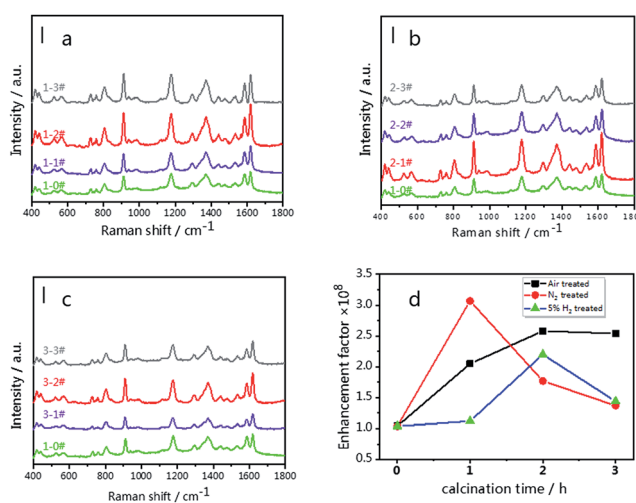 a
1-3#
1-2#
1-1#
1-0#
Intensity / a.u.
400 600 800 1000 1200 1400 1600 1800
Raman shift / cm-1
b
2-3#
2-2#
2-1#
1-0#
Intensity / a.u.
400 600 800 1000 1200 1400 1600 1800
Raman shift / cm-1
c
3-3#
3-2#
3-1#
1-0#
Intensity / a.u.
400 600 800 1000 1200 1400 1600 1800
Raman shift / cm-1
d
Air treated
N2 treated
5% H2 treated
Enhancement factor ×10⁸
3.5
3.0
2.5
2.0
1.5
1.0
0.5
0 1 2 3
calcination time / h